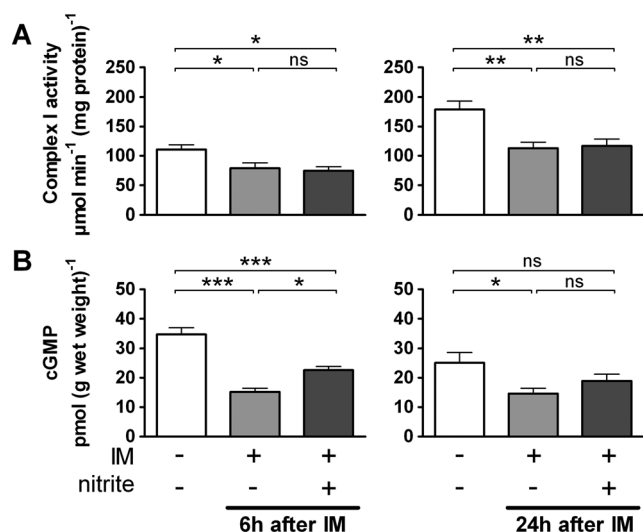 A
Complex I activity
μmol min⁻¹ (mg protein)⁻¹
250
200
150
100
50
0
*
*
ns
250
200
150
100
50
0
**
**
ns
B
cGMP
pmol (g wet weight)⁻¹
50
40
30
20
10
0
***
***
*
50
40
30
20
10
0
ns
*
ns
IM - + + - + +
nitrite - - + - - +
6h after IM 24h after IM